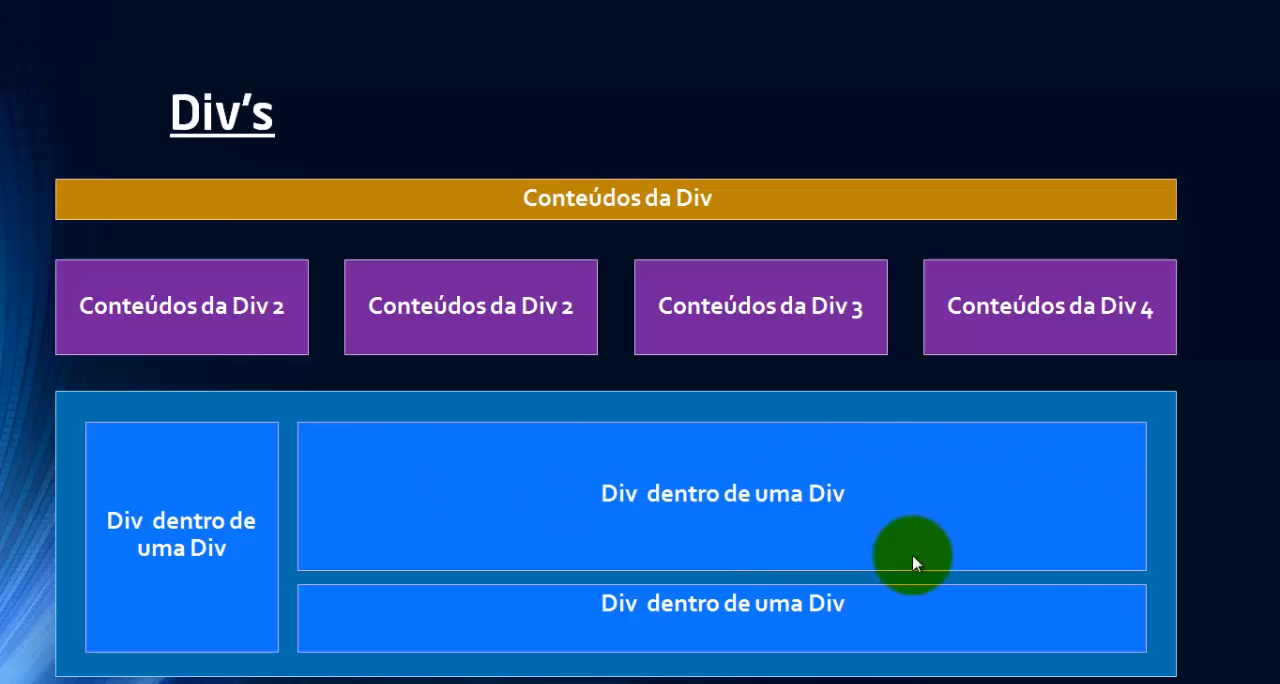 Div's
Conteúdos da Div
Conteúdos da Div 2
Conteúdos da Div 2
Conteúdos da Div 3
Conteúdos da Div 4
Div dentro de
uma Div
Div dentro de uma Div
Div dentro de uma Div